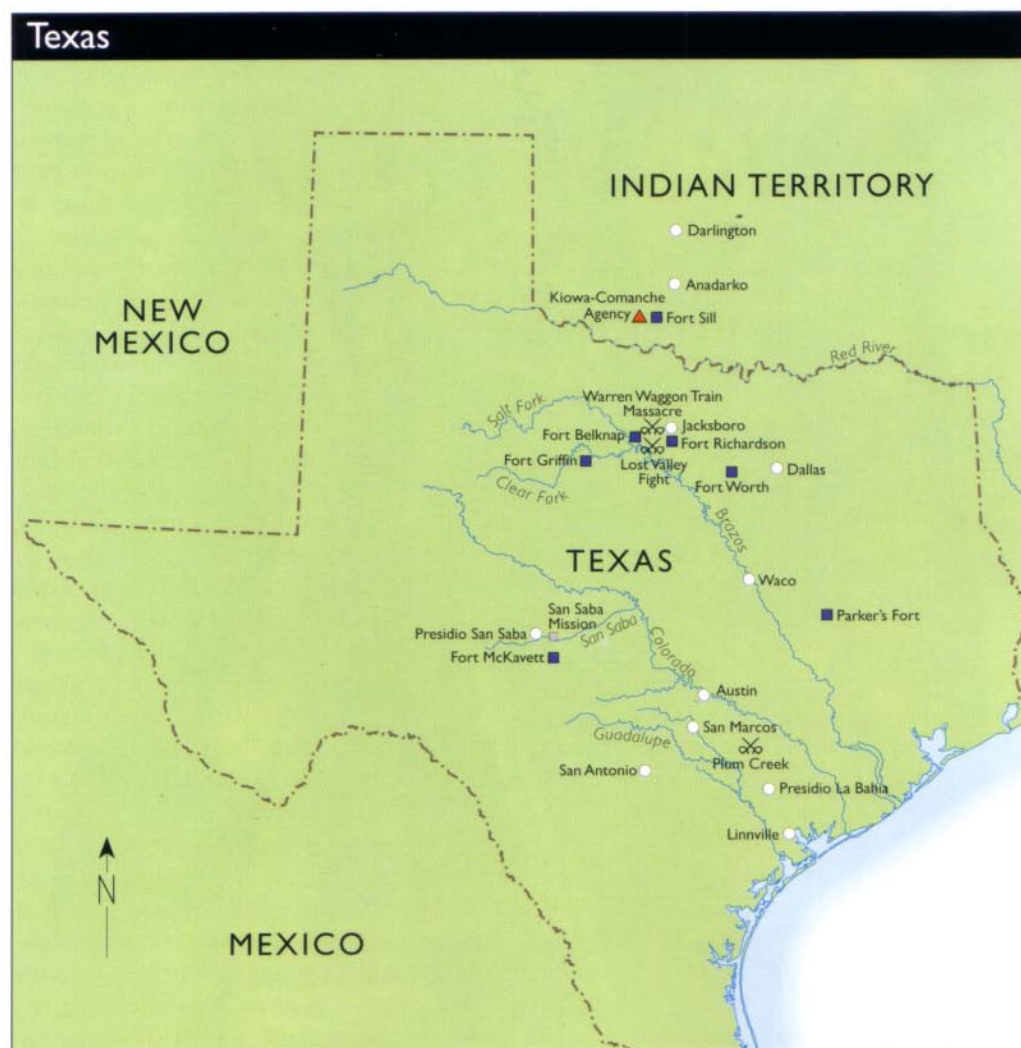 Texas
INDIAN TERRITORY
Darlington
Anadarko
Kiowa-Comanche
Agency
Fort Sill
NEW
MEXICO
Red River
Warren Waggon Train
Massacre
Salt Fork
Jacksboro
Fort Belknap
Fort Richardson
Fort Griffin
Lost Valley
Fight
Dallas
Fort Worth
Clear Fork
Brazos
TEXAS
Waco
San Saba
Mission
Presidio San Saba
San Saba
Parker's Fort
Fort McKavett
Colorado
Austin
San Marcos
Guadalupe
Plum Creek
San Antonio
Presidio La Bahia
Linnville
N
MEXICO